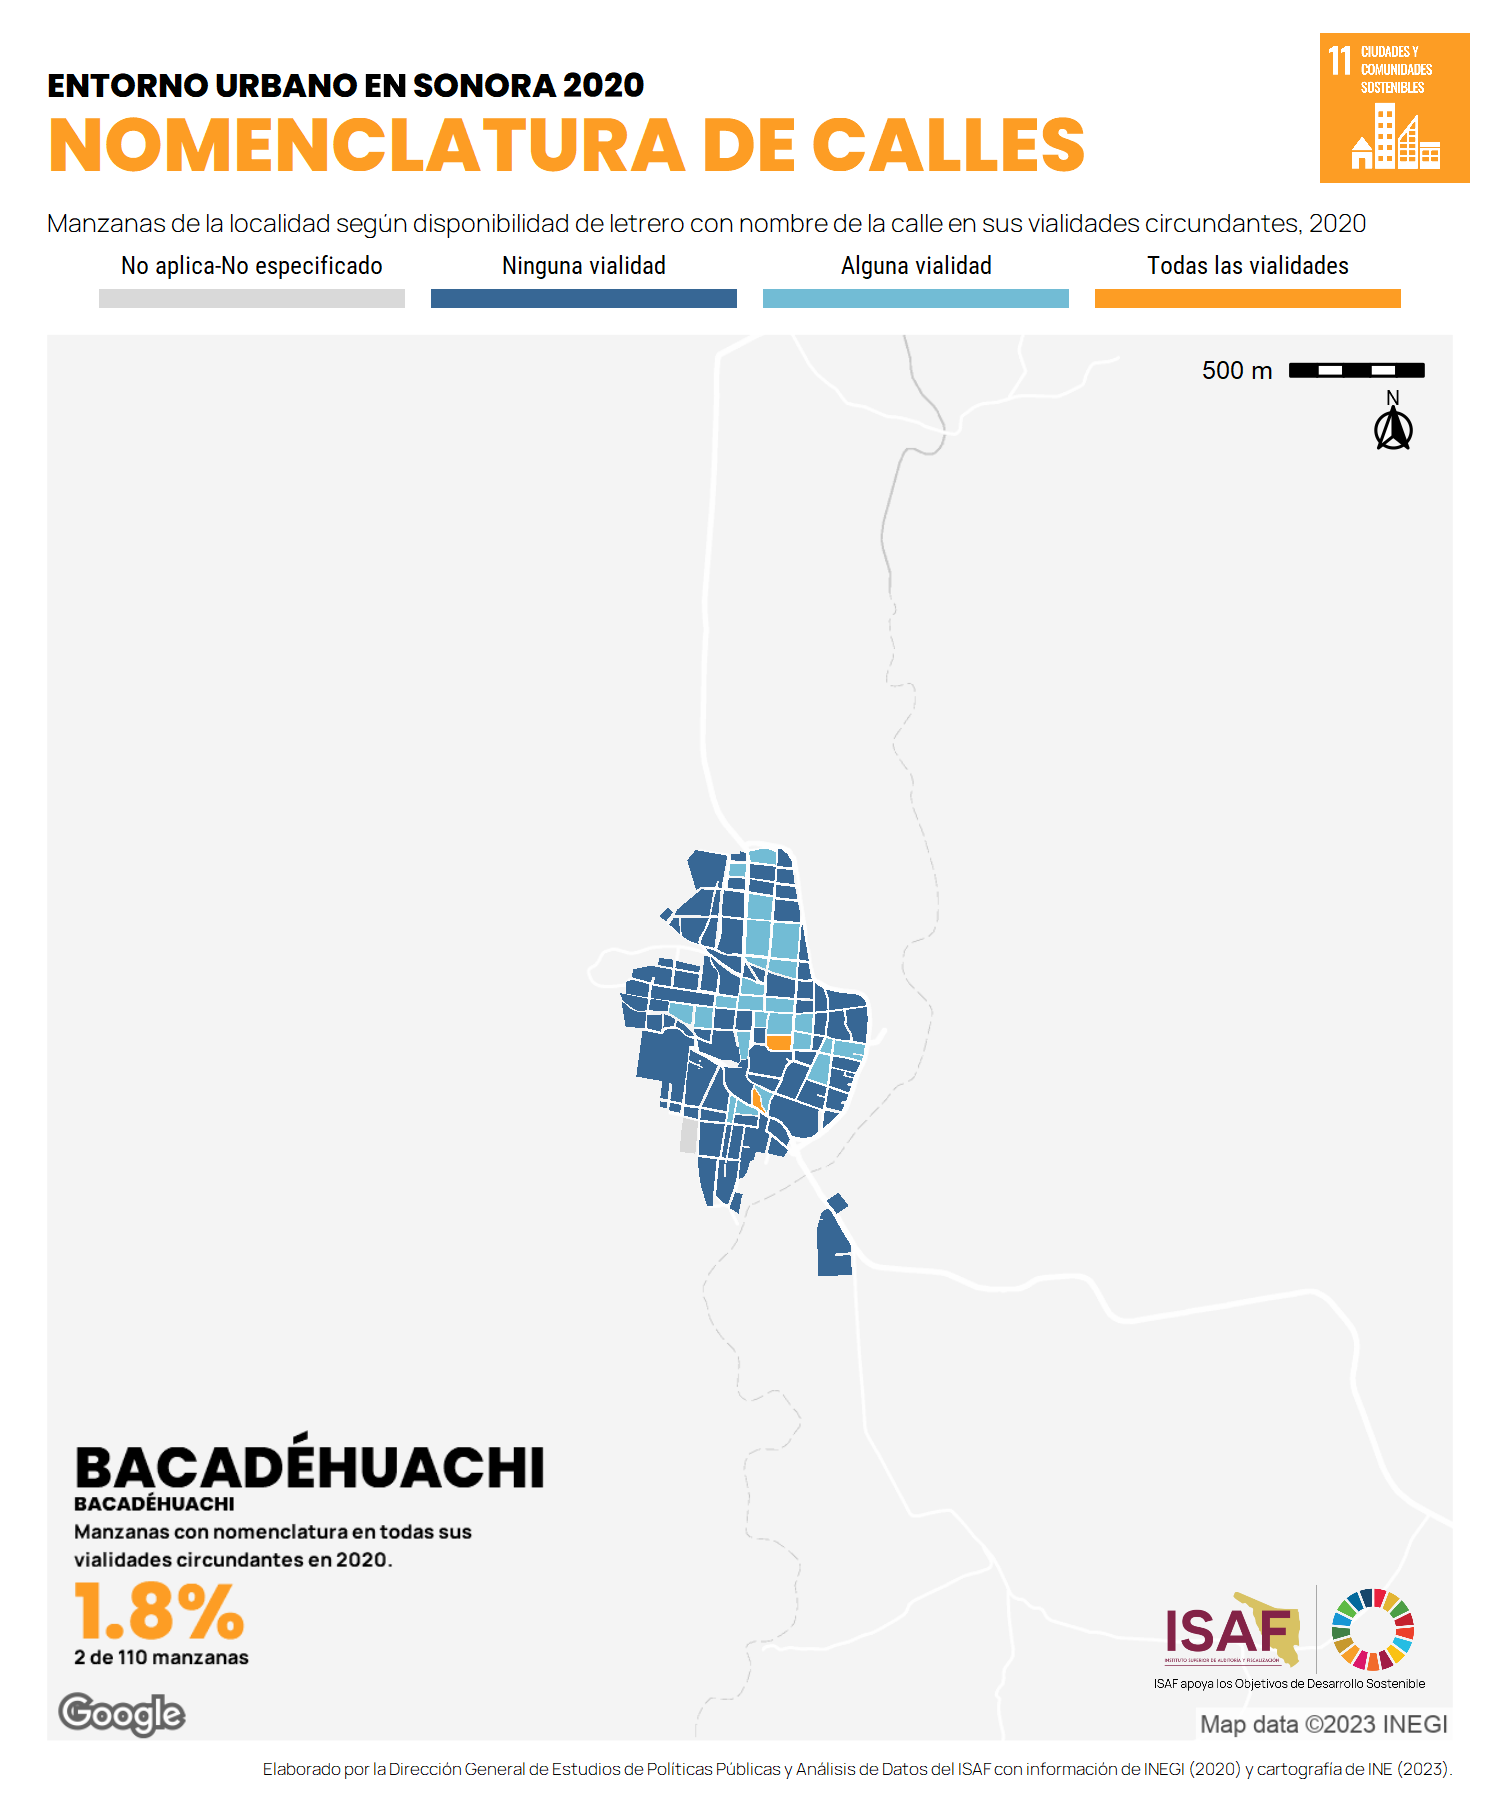 ENTORNO URBANO EN SONORA 2020
NOMENCLATURA DE CALLES
11 CIUDADES Y
COMUNIDADES
SOSTENIBLES
Manzanas de la localidad según disponibilidad de letrero con nombre de la calle en sus vialidades circundantes, 2020
No aplica-No especificado Ninguna vialidad Alguna vialidad Todas las vialidades
500 m
N
BACADÉHUACHI
BACADÉHUACHI
Manzanas con nomenclatura en todas sus
vialidades circundantes en 2020.
1.8%
2 de 110 manzanas
ISAF
INSTITUTO SUPERIOR DE AUDITORÍA Y FISCALIZACIÓN
ISAF apoya los Objetivos de Desarrollo Sostenible
Google
Map data ©2023 INEGI
Elaborado por la Dirección General de Estudios de Políticas Públicas y Análisis de Datos del ISAF con información de INEGI (2020) y cartografía de INE (2023).